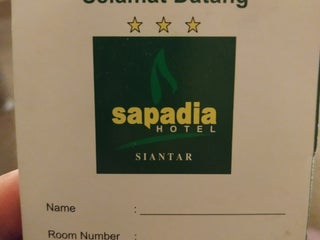 Selamat Datang
sapadia
HOTEL
SIANTAR
Name :
Room Number :